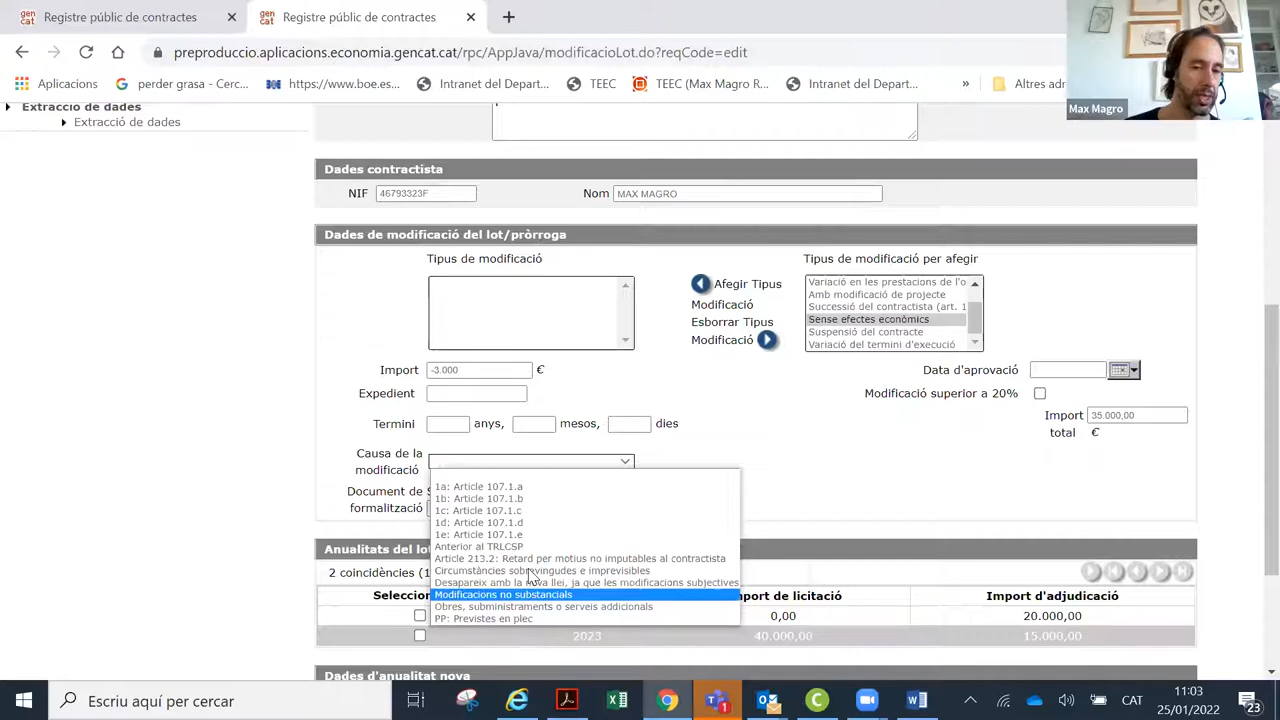 gen cat Registre públic de contractes
gen cat Registre públic de contractes
preproduccio.aplicacions.economia.gencat.cat/rpc/AppJava/modificacioLot.do?reqCode=edit
Aplicacions
perder grasa - Cerc...
https://www.boe.es...
Intranet del Depart...
TEEC
TEEC (Max Magro R...
Intranet del Depart...
»
Altres adr
Max Magro
Extracció de dades
Extracció de dades
Dades contractista
NIF 46793323F Nom MAX MAGRO
Dades de modificació del lot/pròrroga
Tipus de modificació
Tipus de modificació per afegir
Afegir Tipus
Modificació
Esborrar Tipus
Modificació
Variació en les prestacions de l'o
Amb modificació de projecte
Successió del contractista (art. 1
Sense efectes econòmics
Suspensió del contracte
Variació del termini d'execució
Import -3.000 € Data d'aprovació
Expedient Modificació superior a 20%
Import 35.000,00
total €
Termini anys, mesos, dies
Causa de la
modificació
Document de
formalització
1a: Article 107.1.a
1b: Article 107.1.b
1c: Article 107.1.c
1d: Article 107.1.d
1e: Article 107.1.e
Anterior al TRLCSP
Article 213.2: Retard per motius no imputables al contractista
Circumstàncies sobrevingudes e imprevisibles
Desapareix amb la nova llei, ja que les modificacions subjectives
Modificacions no substancials
Obres, subministraments o serveis addicionals
PP: Previstes en plec
Anualitats del lot
2 coincidències (1
Seleccion port de licitació Import d'adjudicació
0,00 20.000,00
2023 40.000,00 15.000,00
Dades d'anualitat nova
Escriu aquí per cercar
1
CAT
11:03
25/01/2022
23